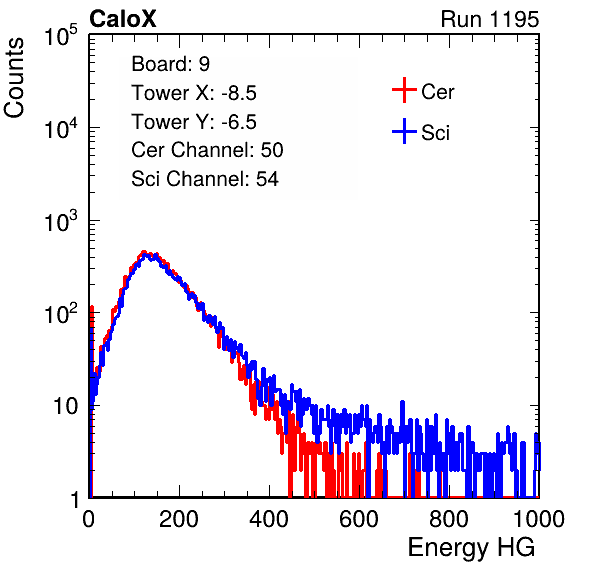 CaloX Run 1195
Counts
Board: 9
Tower X: -8.5
Tower Y: -6.5
Cer Channel: 50
Sci Channel: 54
Cer
Sci
10^5
10^4
10^3
10^2
10
1
0 200 400 600 800 1000
Energy HG